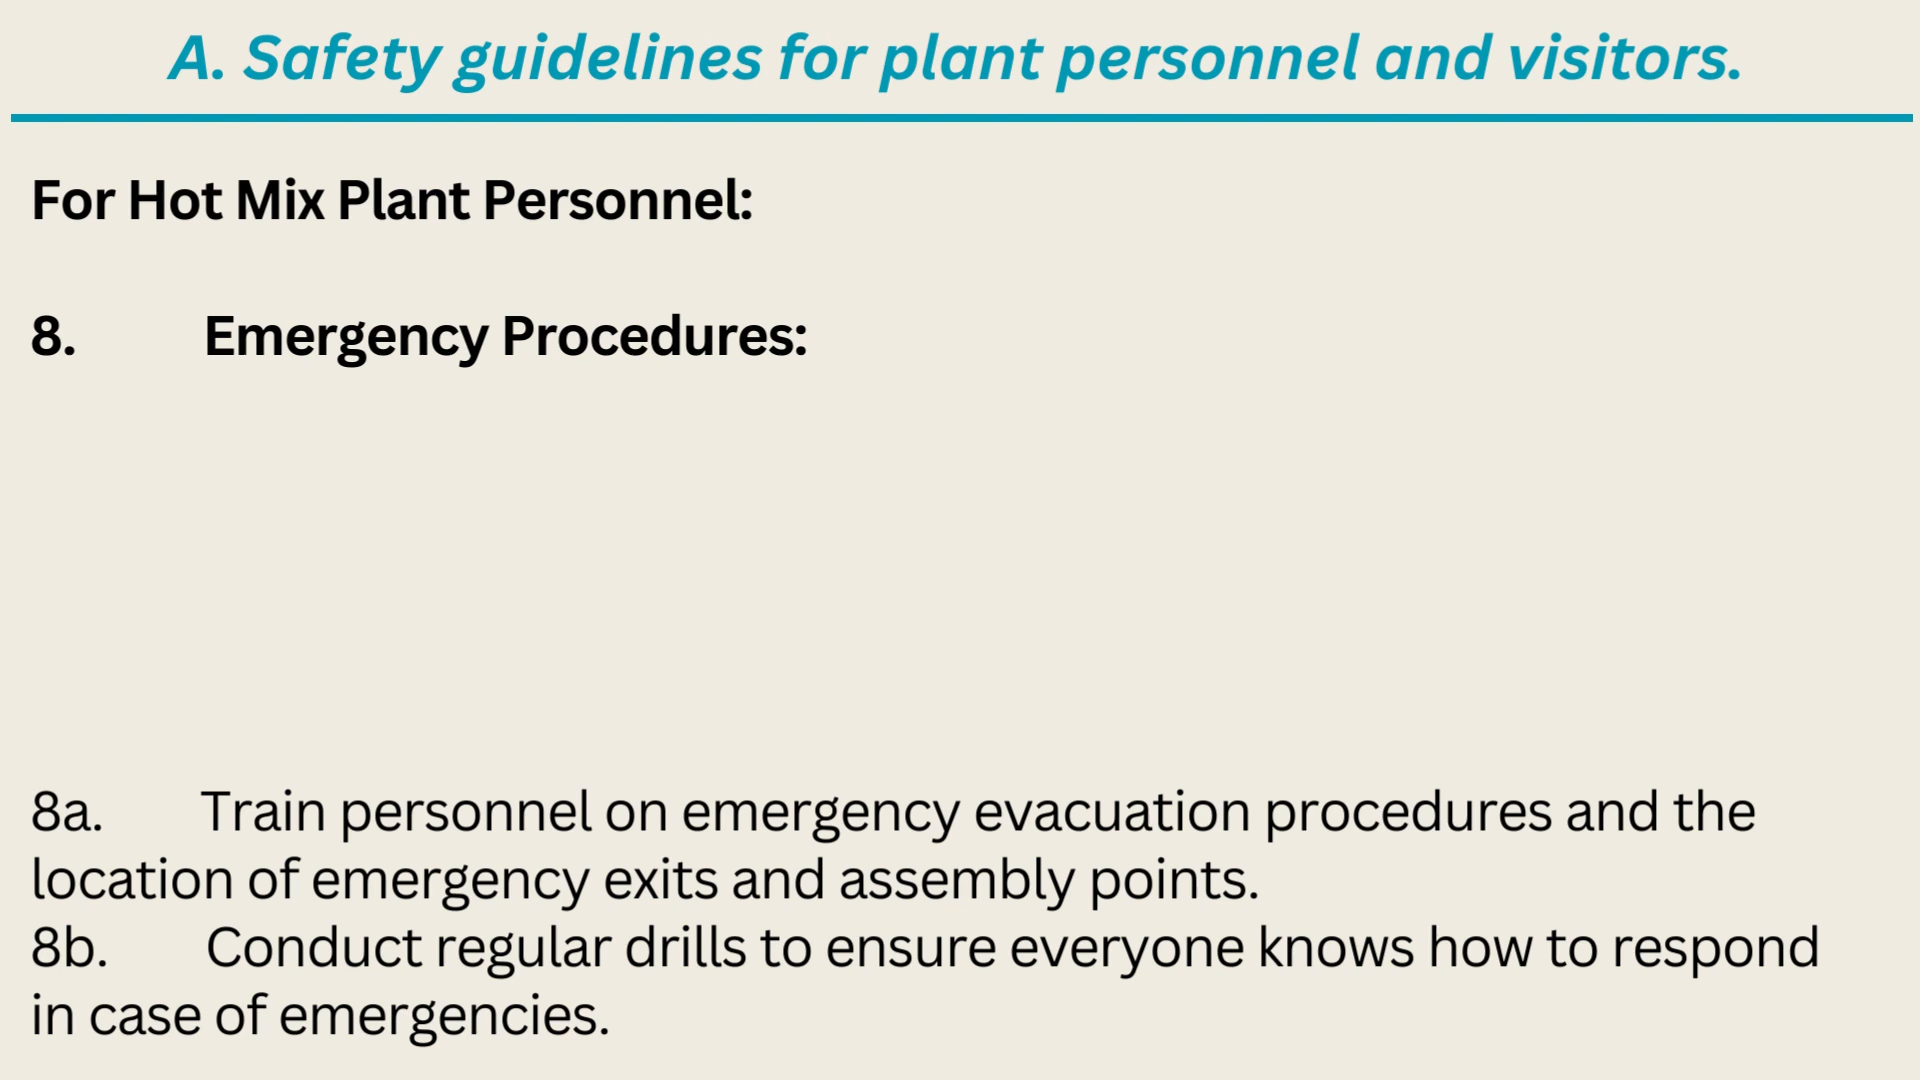 A. Safety guidelines for plant personnel and visitors.
For Hot Mix Plant Personnel:
8. Emergency Procedures:
8a. Train personnel on emergency evacuation procedures and the
location of emergency exits and assembly points.
8b. Conduct regular drills to ensure everyone knows how to respond
in case of emergencies.